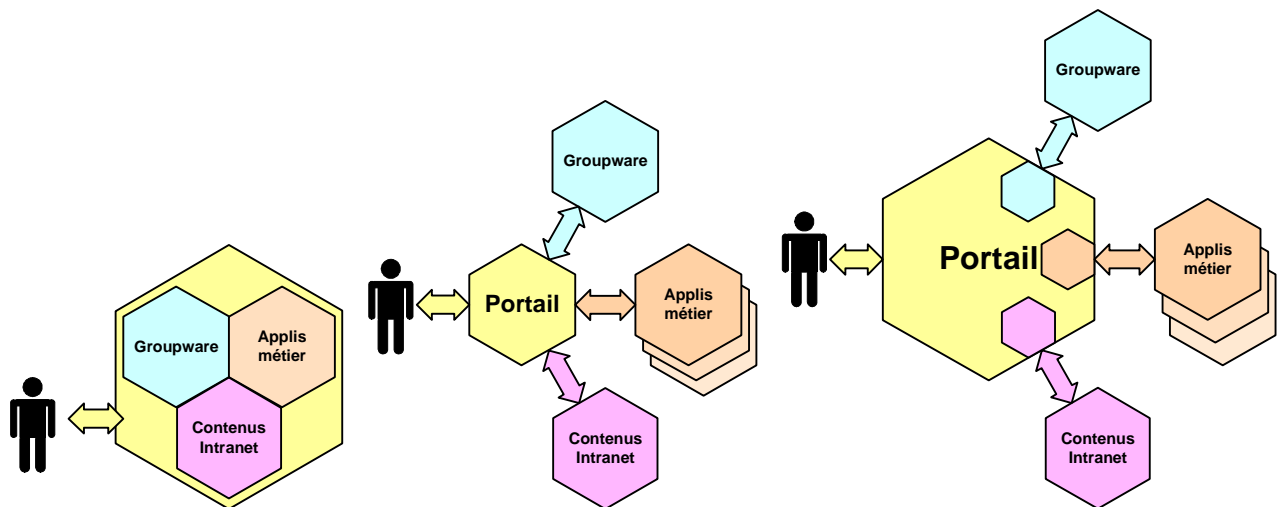 Groupware
Applis
métier
Contenus
Intranet
Groupware
Portail
Applis
métier
Contenus
Intranet
Groupware
Portail
Applis
métier
Contenus
Intranet